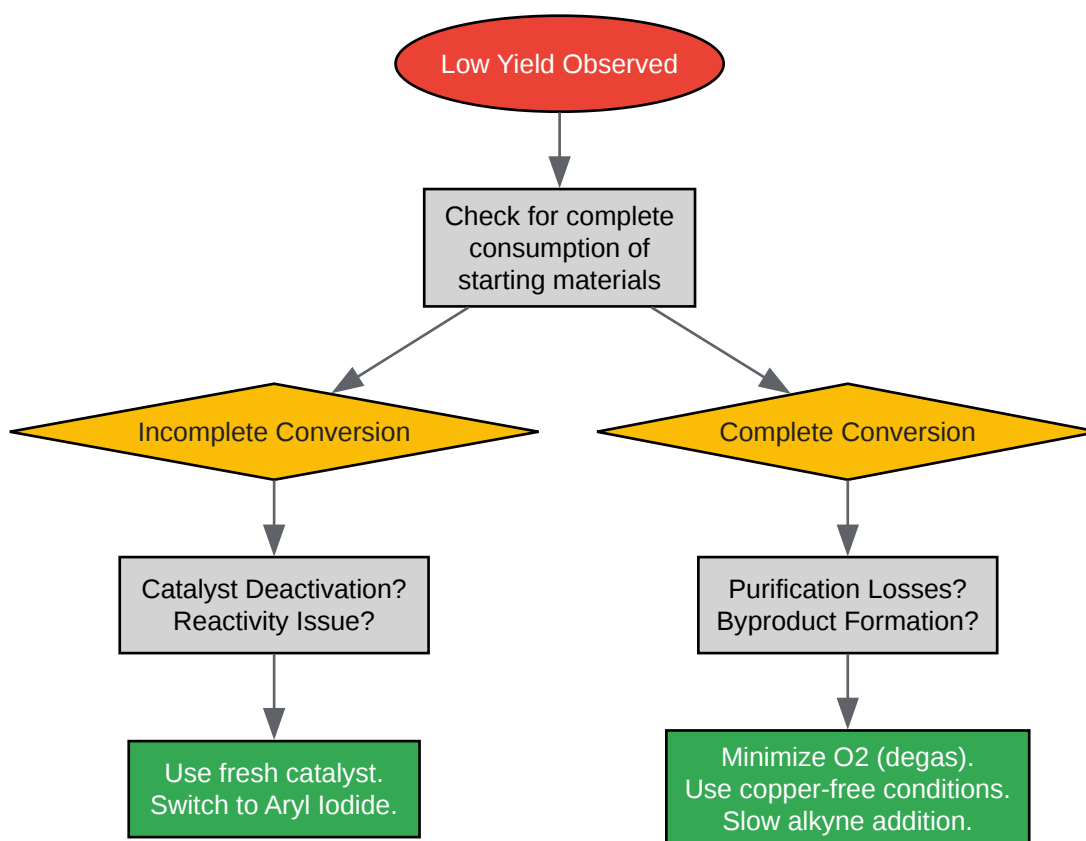 Low Yield Observed
Check for complete
consumption of
starting materials
Incomplete Conversion
Complete Conversion
Catalyst Deactivation?
Reactivity Issue?
Purification Losses?
Byproduct Formation?
Use fresh catalyst.
Switch to Aryl Iodide.
Minimize O2 (degas).
Use copper-free conditions.
Slow alkyne addition.